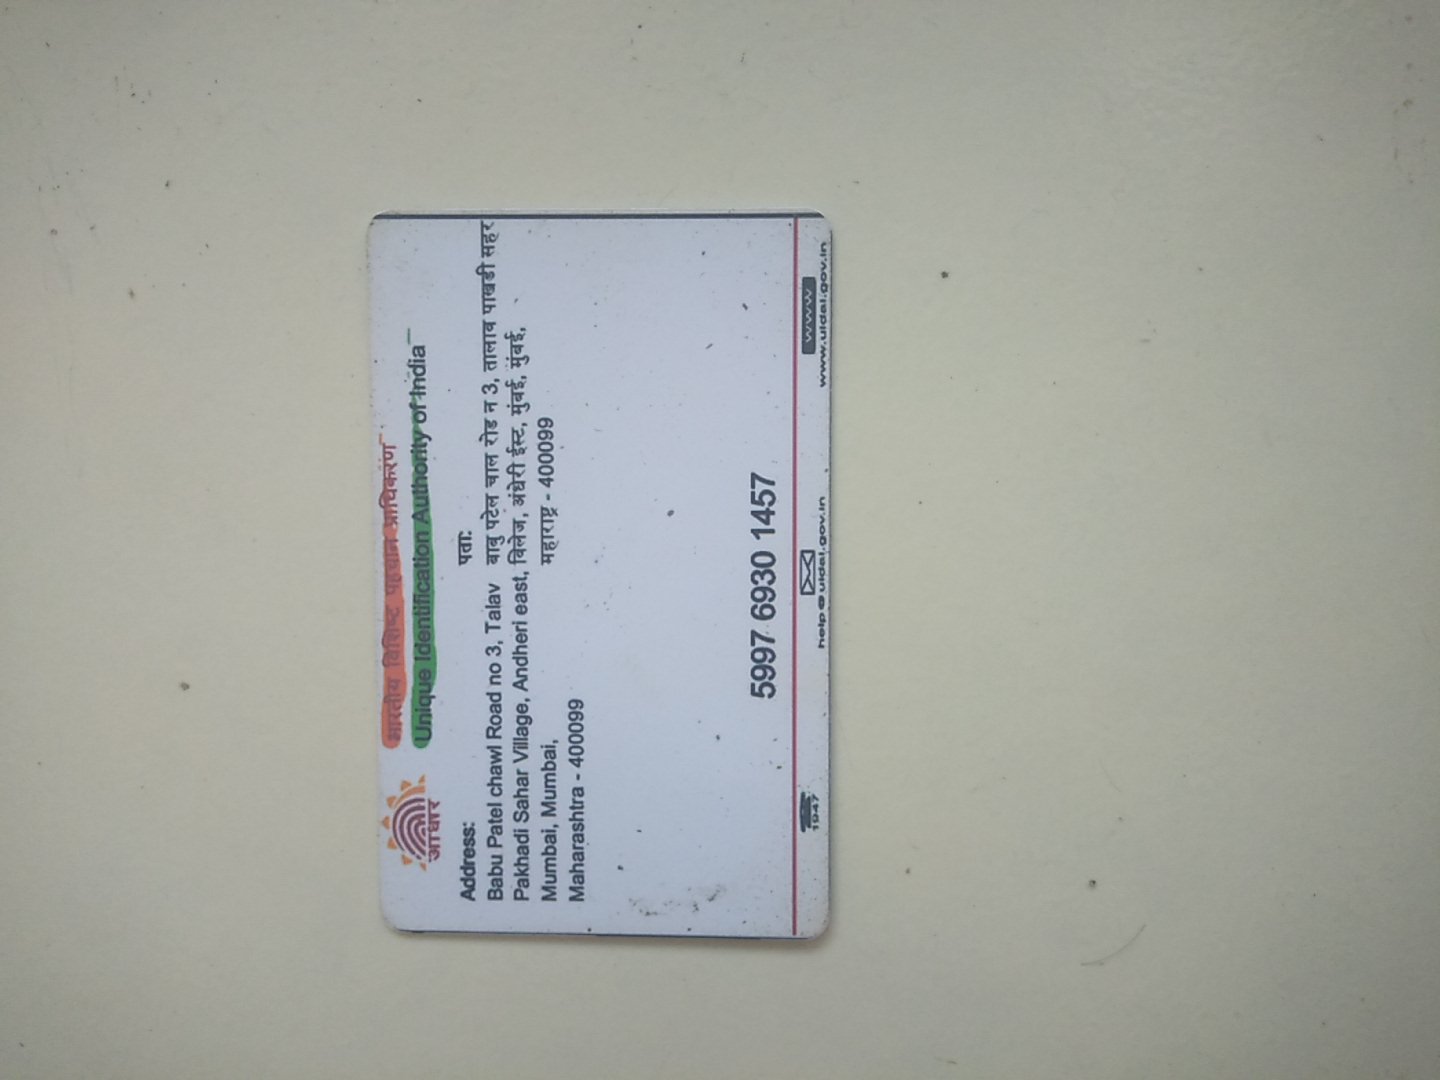 आधार
भारतीय विशिष्ट पहचान प्राधिकरण
Unique Identification Authority of India
Address:
Babu Patel chawl Road no 3, Talav
Pakhadi Sahar Village, Andheri east,
Mumbai, Mumbai,
Maharashtra - 400099
पता:
बाबु पटेल चाल रोड न 3, तालाव पाखडी सहर
विलेज, अंधेरी ईस्ट, मुंबई, मुंबई,
महाराष्ट्र - 400099
5997 6930 1457
1947
help@uidai.gov.in
WWW
www.uidai.gov.in